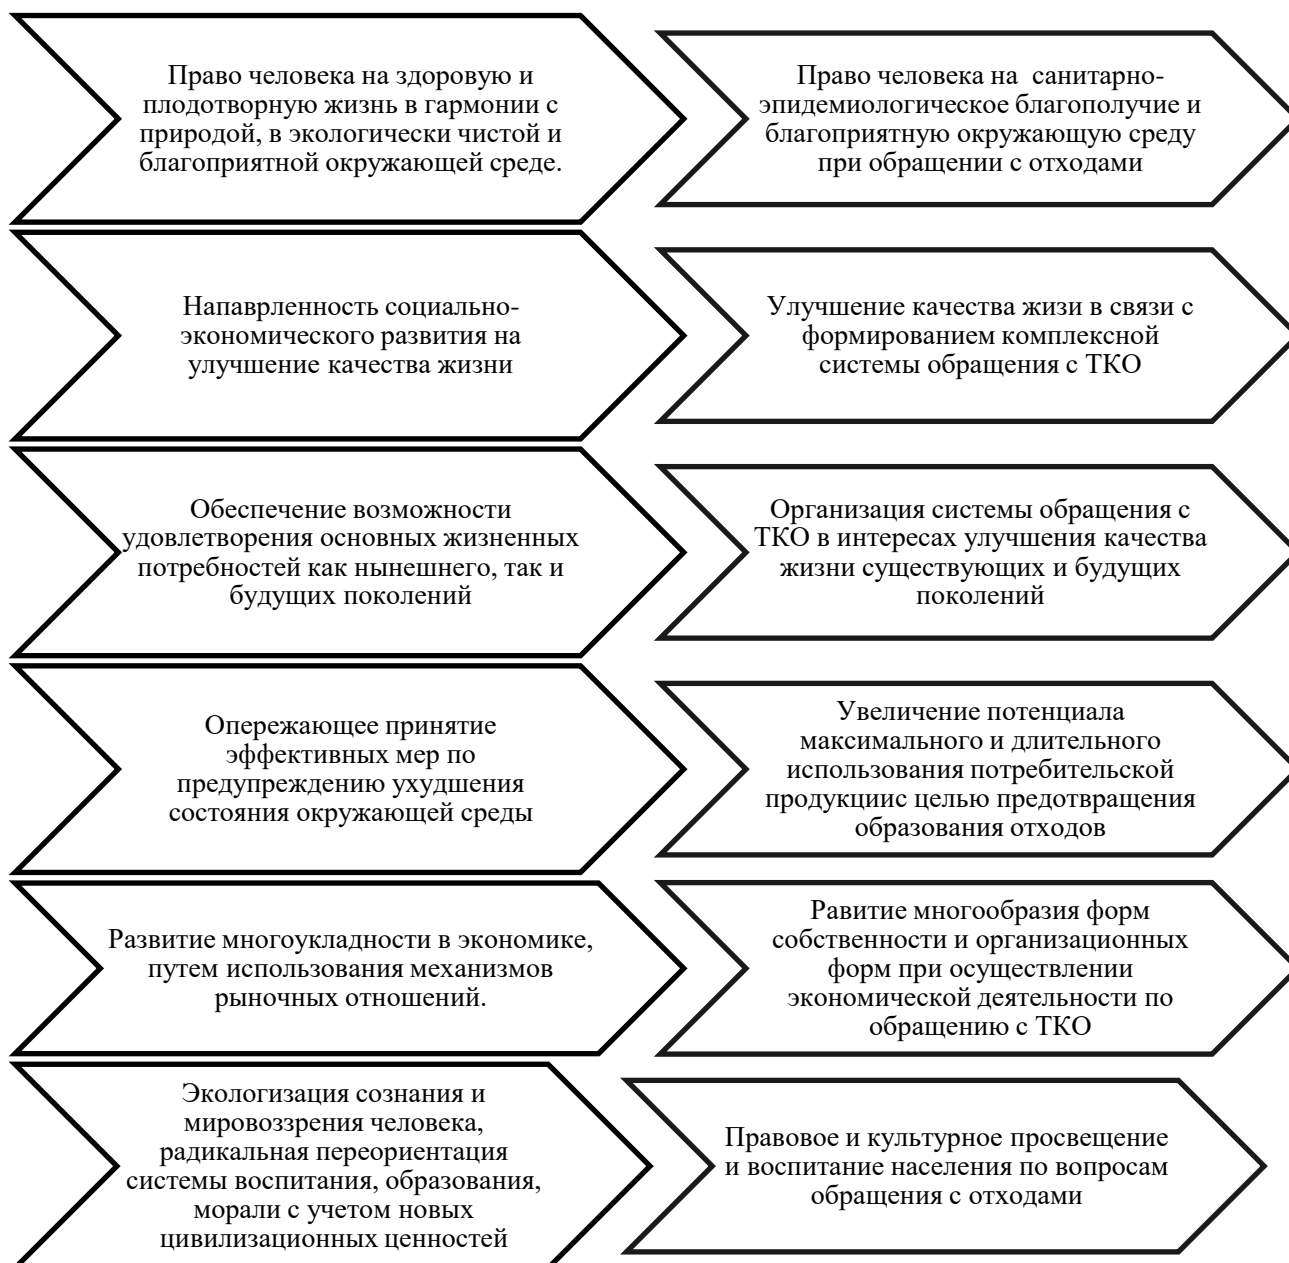 Право человека на здоровую и
плодотворную жизнь в гармонии с
природой, в экологически чистой и
благоприятной окружающей среде.
Право человека на  санитарно-
эпидемиологическое благополучие и
благоприятную окружающую среду
при обращении с отходами
Напаврленность социально-
экономического развития на
улучшение качества жизни
Улучшение качества жизи в связи с
формированием комплексной
системы обращения с ТКО
Обеспечение возможности
удовлетворения основных жизненных
потребностей как нынешнего, так и
будущих поколений
Организация системы обращения с
ТКО в интересах улучшения качества
жизни существующих и будущих
поколений
Опережающее принятие
эффективных мер по
предупреждению ухудшения
состояния окружающей среды
Увеличение потенциала
максимального и длительного
использования потребительской
продукциис целью предотвращения
образования отходов
Развитие многоукладности в экономике,
путем использования механизмов
рыночных отношений.
Равитие многообразия форм
собственности и организационных
форм при осуществлении
экономической деятельности по
обращению с ТКО
Экологизация сознания и
мировоззрения человека,
радикальная переориентация
системы воспитания, образования,
морали с учетом новых
цивилизационных ценностей
Правовое и культурное просвещение
и воспитание населения по вопросам
обращения с отходами